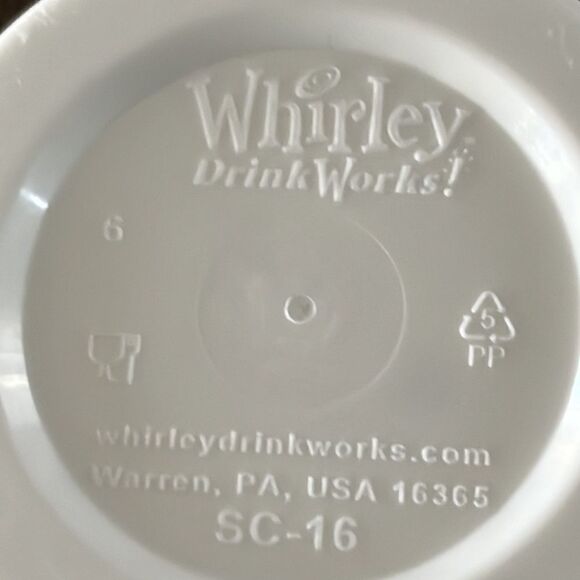 Whirley
DrinkWorks!
6
5
PP
whirleydrinkworks.com
Warren, PA, USA 16365
SC-16